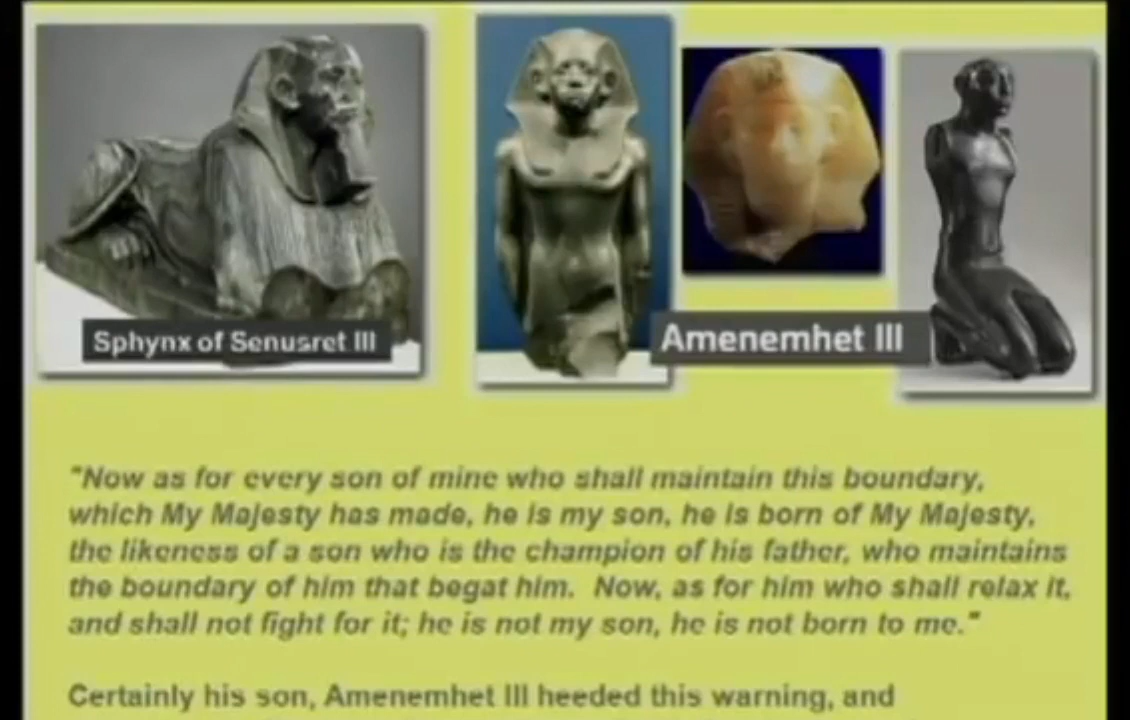 Sphynx of Senusret III
Amenemhet III
"Now as for every son of mine who shall maintain this boundary,
which My Majesty has made, he is my son, he is born of My Majesty,
the likeness of a son who is the champion of his father, who maintains
the boundary of him that begat him.  Now, as for him who shall relax it,
and shall not fight for it; he is not my son, he is not born to me."
Certainly his son, Amenemhet III heeded this warning, and